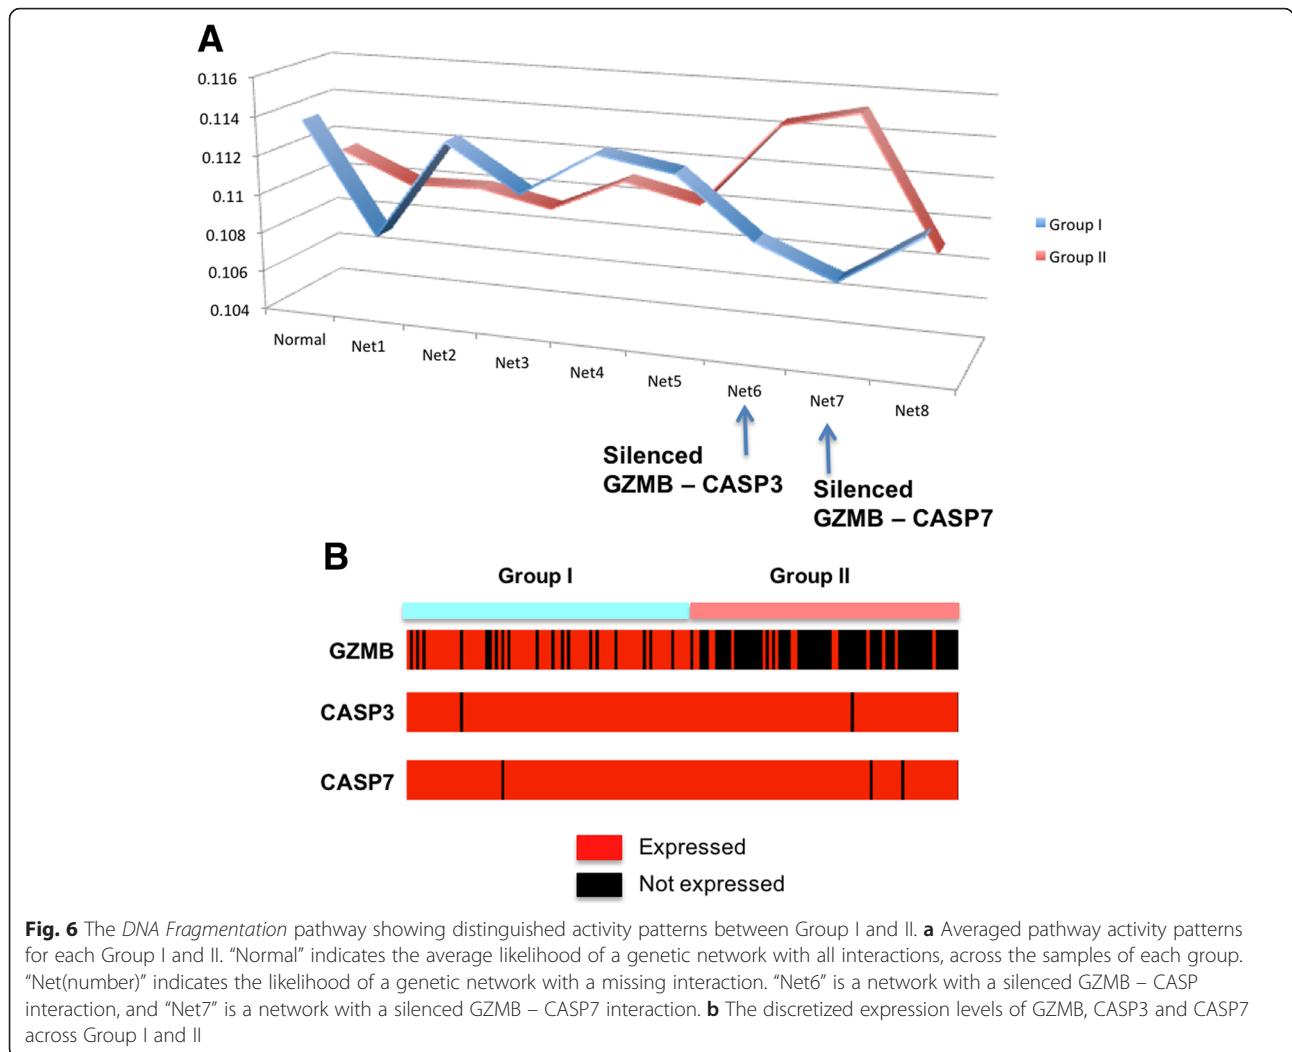 A
0.116
0.114
0.112
0.11
0.108
0.106
0.104
Normal
Net1
Net2
Net3
Net4
Net5
Net6
Net7
Net8
Group I
Group II
Silenced
GZMB – CASP3
Silenced
GZMB – CASP7
B
Group I
Group II
GZMB
CASP3
CASP7
Expressed
Not expressed
Fig. 6 The DNA Fragmentation pathway showing distinguished activity patterns between Group I and II. a Averaged pathway activity patterns
for each Group I and II. “Normal” indicates the average likelihood of a genetic network with all interactions, across the samples of each group.
“Net(number)” indicates the likelihood of a genetic network with a missing interaction. “Net6” is a network with a silenced GZMB – CASP
interaction, and “Net7” is a network with a silenced GZMB – CASP7 interaction. b The discretized expression levels of GZMB, CASP3 and CASP7
across Group I and II